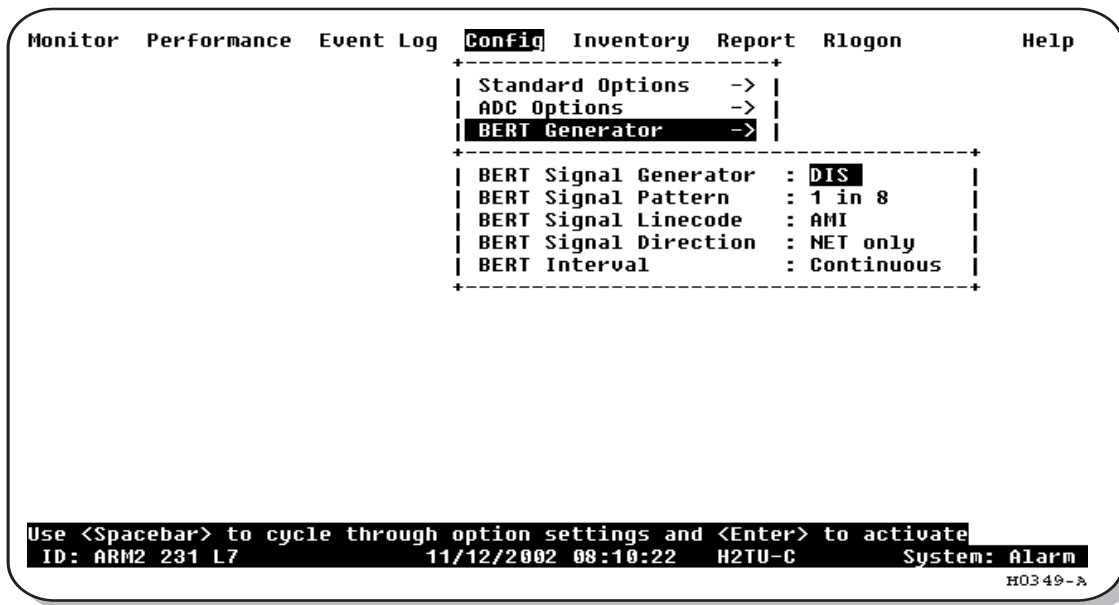 Monitor Performance Event Log Config Inventory Report Rlogon Help
Standard Options ->
ADC Options ->
BERT Generator ->
BERT Signal Generator : DIS
BERT Signal Pattern : 1 in 8
BERT Signal Linecode : AMI
BERT Signal Direction : NET only
BERT Interval : Continuous
Use <Spacebar> to cycle through option settings and <Enter> to activate
ID: ARM2 231 L7 11/12/2002 08:10:22 H2TU-C System: Alarm
H0349-A